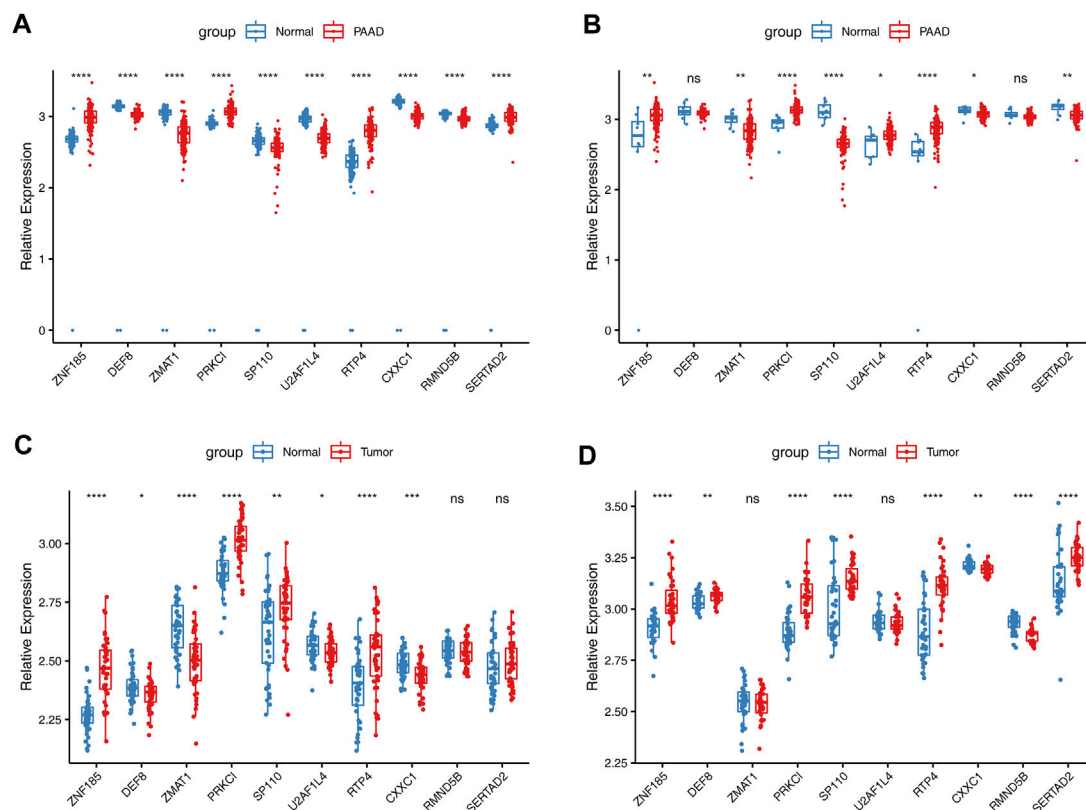 A
group Normal PAAD
**** **** **** **** **** **** **** **** **** ****
Relative Expression
3
2
1
0
ZNF185 DEF8 ZMAT1 PRKCI SP110 U2AF1L4 RTP4 CXXC1 RMND5B SERTAD2
B
group Normal PAAD
** ns ** **** **** * **** * ns **
Relative Expression
3
2
1
0
ZNF185 DEF8 ZMAT1 PRKCI SP110 U2AF1L4 RTP4 CXXC1 RMND5B SERTAD2
C
group Normal Tumor
**** * **** **** ** * **** *** ns ns
Relative Expression
3.00
2.75
2.50
2.25
ZNF185 DEF8 ZMAT1 PRKCI SP110 U2AF1L4 RTP4 CXXC1 RMND5B SERTAD2
D
group Normal Tumor
**** ** ns **** **** ns **** ** **** ****
Relative Expression
3.50
3.25
3.00
2.75
2.50
2.25
ZNF185 DEF8 ZMAT1 PRKCI SP110 U2AF1L4 RTP4 CXXC1 RMND5B SERTAD2